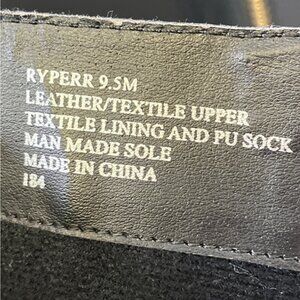 RYPERR 9.5M
LEATHER/TEXTILE UPPER
TEXTILE LINING AND PU SOCK
MAN MADE SOLE
MADE IN CHINA
184